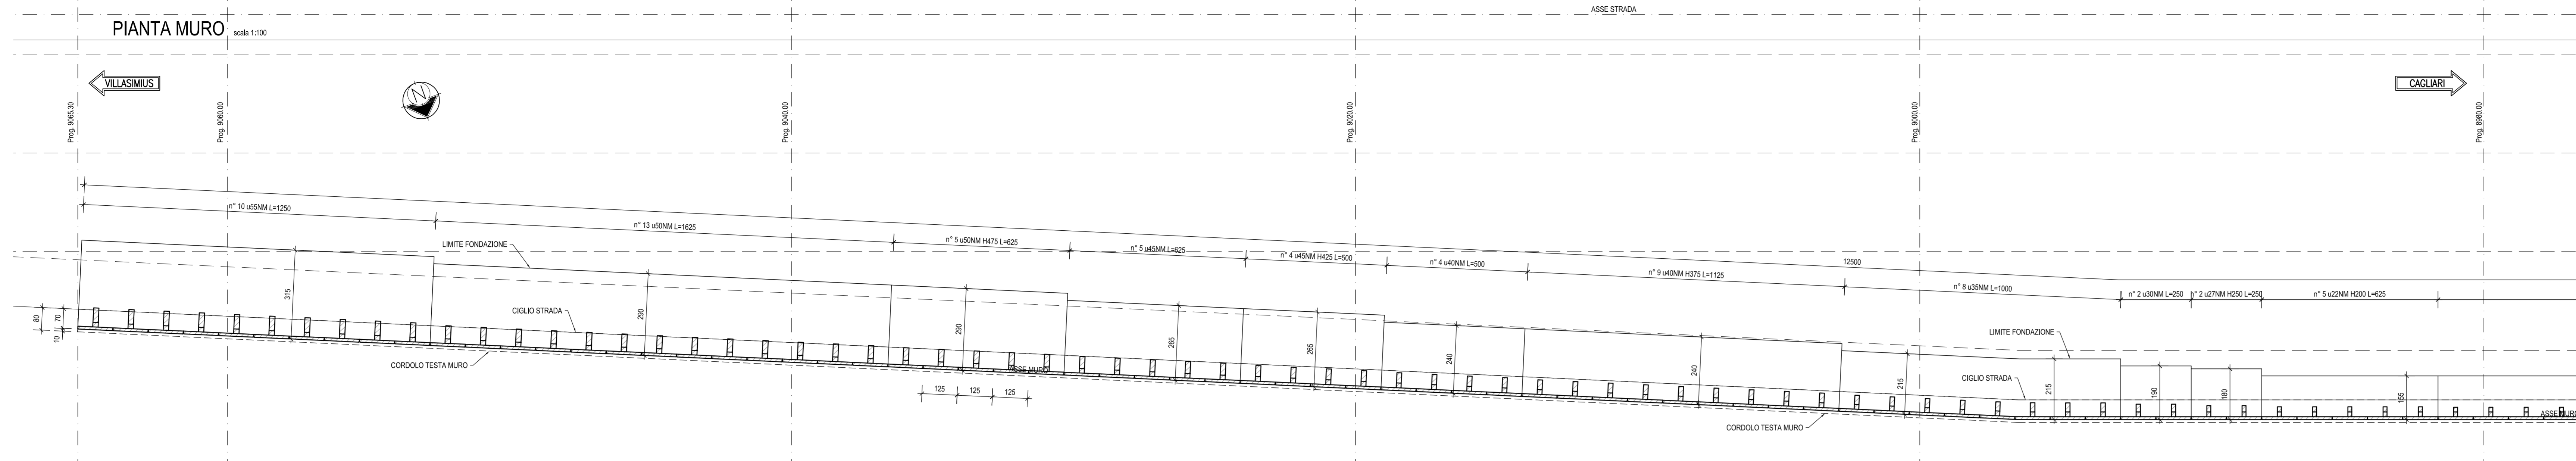 ASSE STRADA
PIANTA MURO scala 1:100
VILLASIMIUS
N
CAGLIARI
Prog. 9065.30
Prog. 9060.00
Prog. 9040.00
Prog. 9020.00
Prog. 9000.00
Prog. 8980.00
n° 10 u55NM L=1250
n° 13 u50NM L=1625
n° 5 u50NM H475 L=625
n° 5 u45NM L=625
n° 4 u45NM H425 L=500
n° 4 u40NM L=500
n° 9 u40NM H375 L=1125
12500
n° 8 u35NM L=1000
n° 2 u30NM L=250
n° 2 u27NM H250 L=250
n° 5 u22NM H200 L=625
LIMITE FONDAZIONE
CIGLIO STRADA
CORDOLO TESTA MURO
80
70
10
315
290
290
265
265
240
240
215
215
190
180
155
ASSE MURO
125
125
125
LIMITE FONDAZIONE
CIGLIO STRADA
CORDOLO TESTA MURO
ASSE MUR